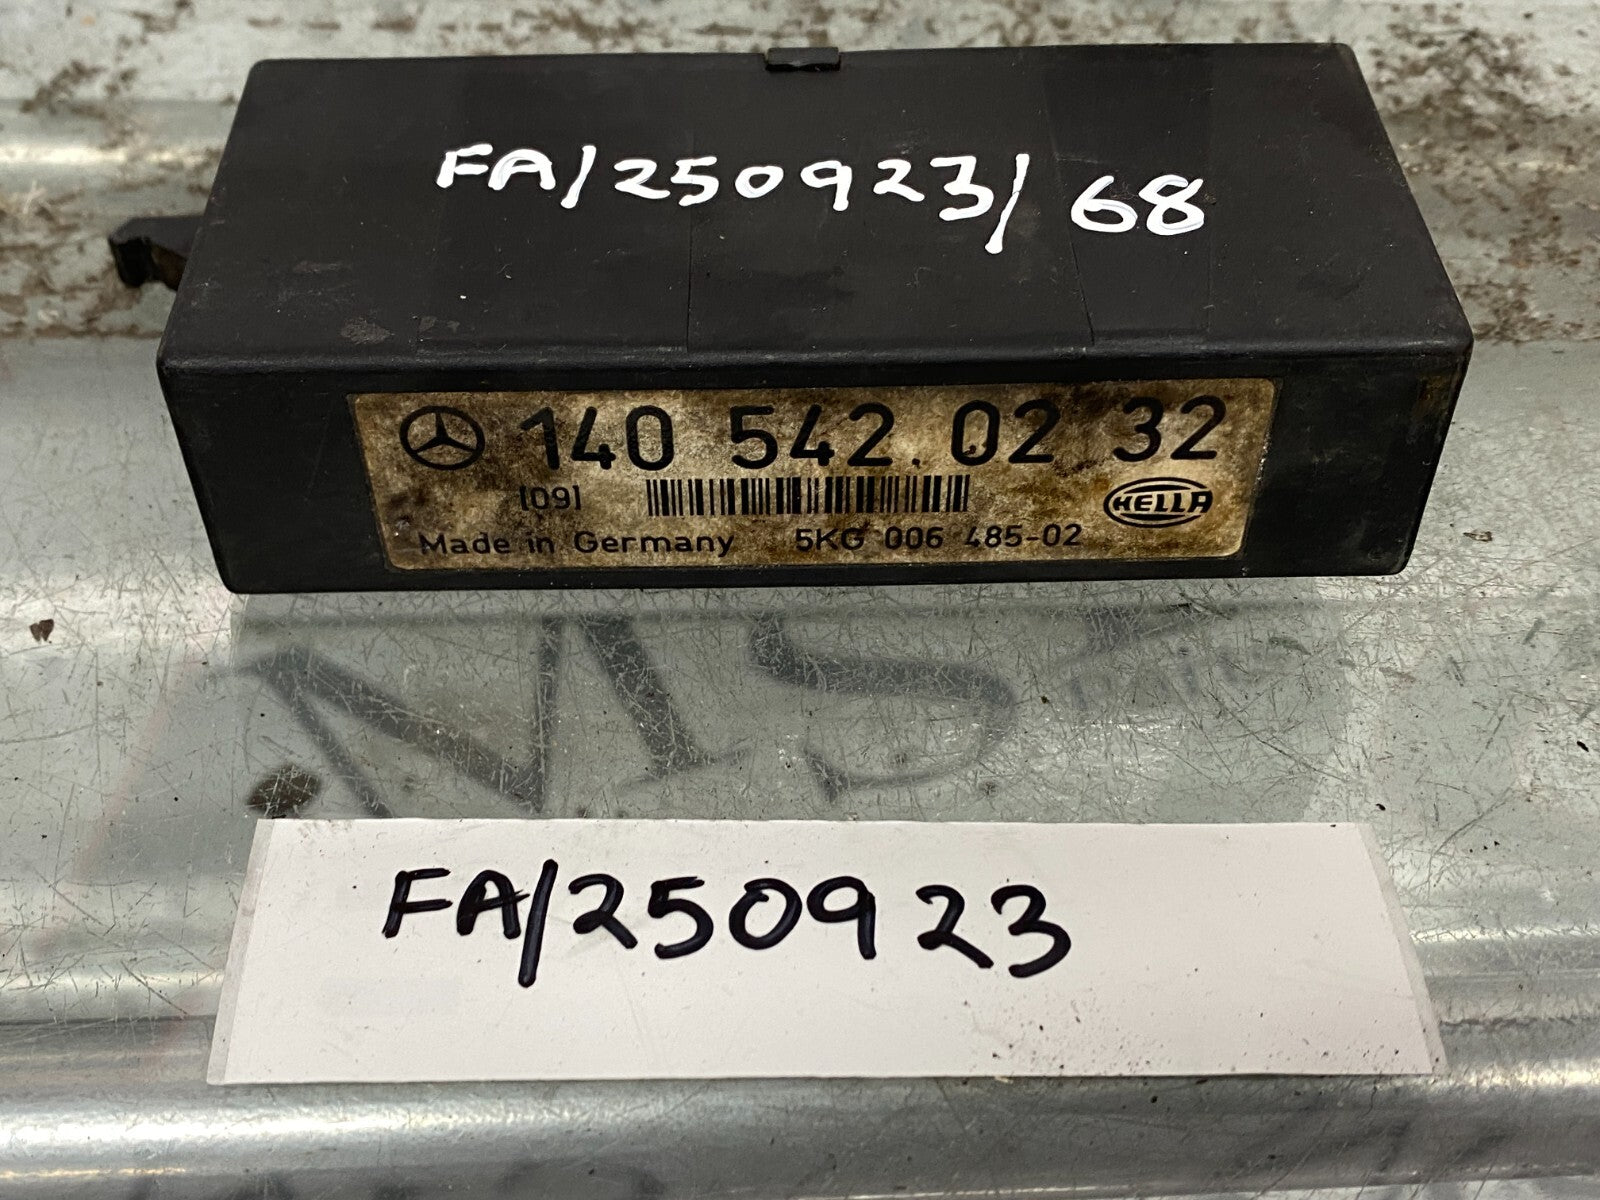 FA/250923/68
140 542 02 32
[09]
HELLA
Made in Germany 5KG 006 485-02
FA/250923